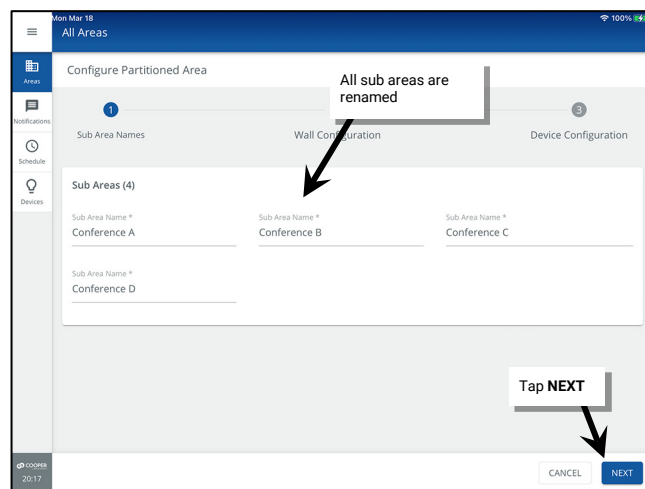 Mon Mar 18
100%
All Areas
Areas
Notifications
Schedule
Devices
COOPER
20:17
Configure Partitioned Area
All sub areas are
renamed
1
3
Sub Area Names
Wall Configuration
Device Configuration
Sub Areas (4)
Sub Area Name *
Sub Area Name *
Sub Area Name *
Conference A
Conference B
Conference C
Sub Area Name *
Conference D
Tap NEXT
CANCEL
NEXT